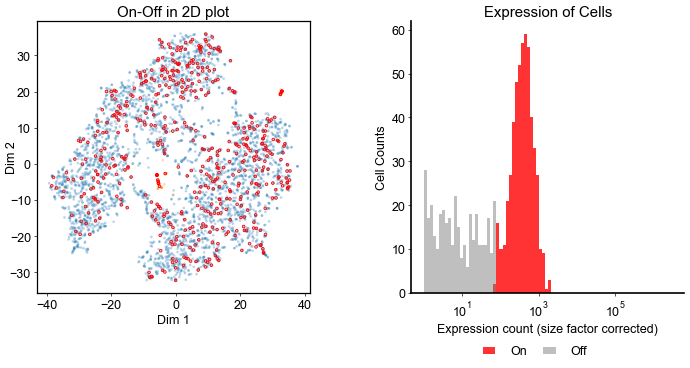 On-Off in 2D plot
Dim 2
30
20
10
0
−10
−20
−30
−40
−20
0
20
40
Dim 1
Expression of Cells
Cell Counts
60
50
40
30
20
10
0
10^1
10^3
10^5
Expression count (size factor corrected)
On
Off